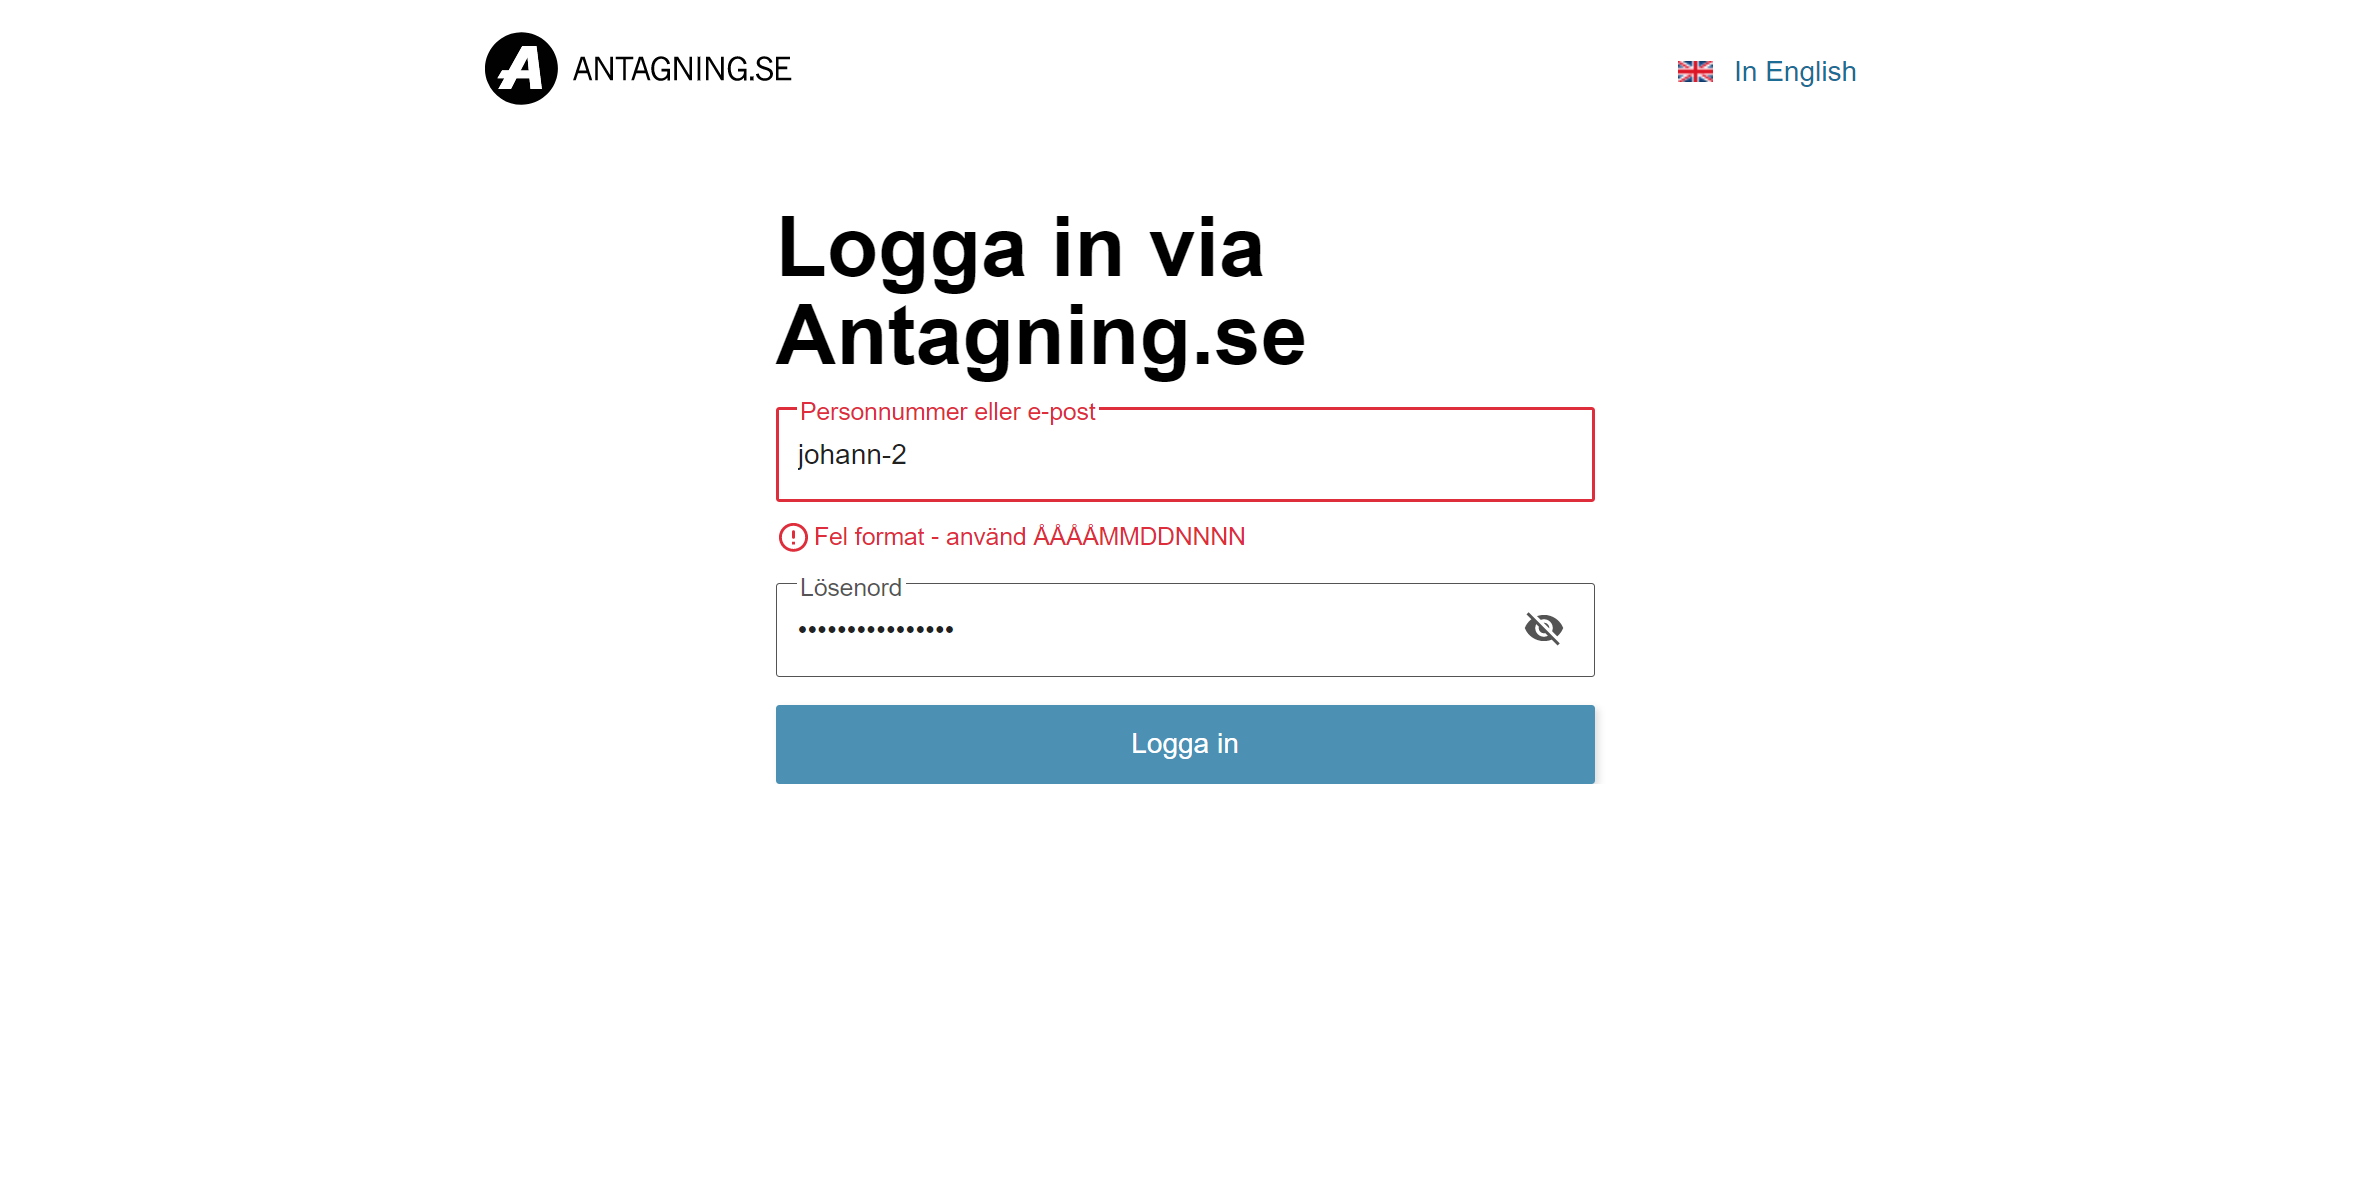 ANTAGNING.SE
In English
Logga in via
Antagning.se
Personnummer eller e-post
johann-2
Fel format - använd ÅÅÅÅMMDDNNNN
Lösenord
••••••••••••••••
Logga in